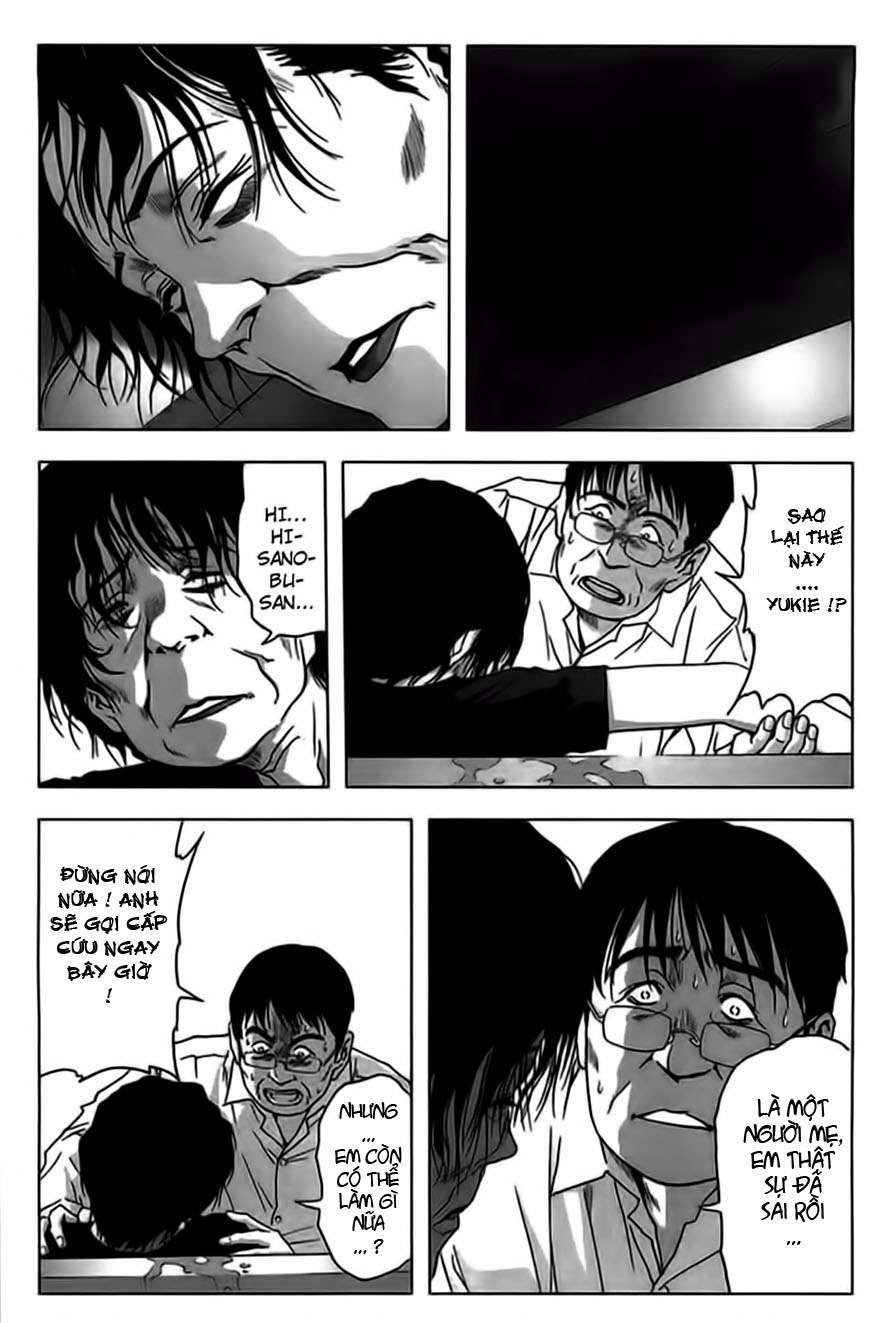 HI...
HI-
SANO-
BU-
SAN...
SAO
LẠI THẾ
NÀY
....
YUKIE !?
ĐỪNG NÓI
NỮA ! ANH
SẼ GỌI CẤP
CỨU NGAY
BÂY GIỜ
!
NHƯNG
...
EM CÒN
CÓ THỂ
LÀM GÌ
NỮA
... ?
LÀ MỘT
NGƯỜI MẸ,
EM THẬT
SỰ ĐÃ
SAI RỒI
...